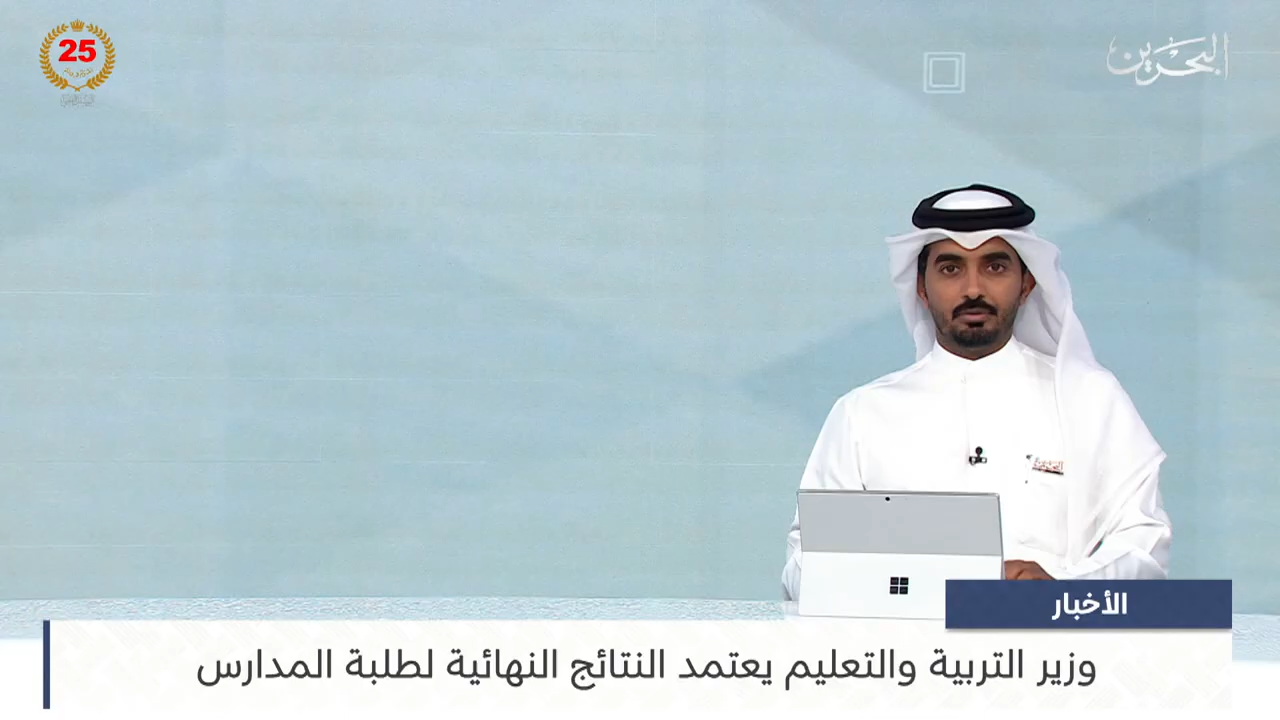 25
البحرين
الأخبار
وزير التربية والتعليم يعتمد النتائج النهائية لطلبة المدارس